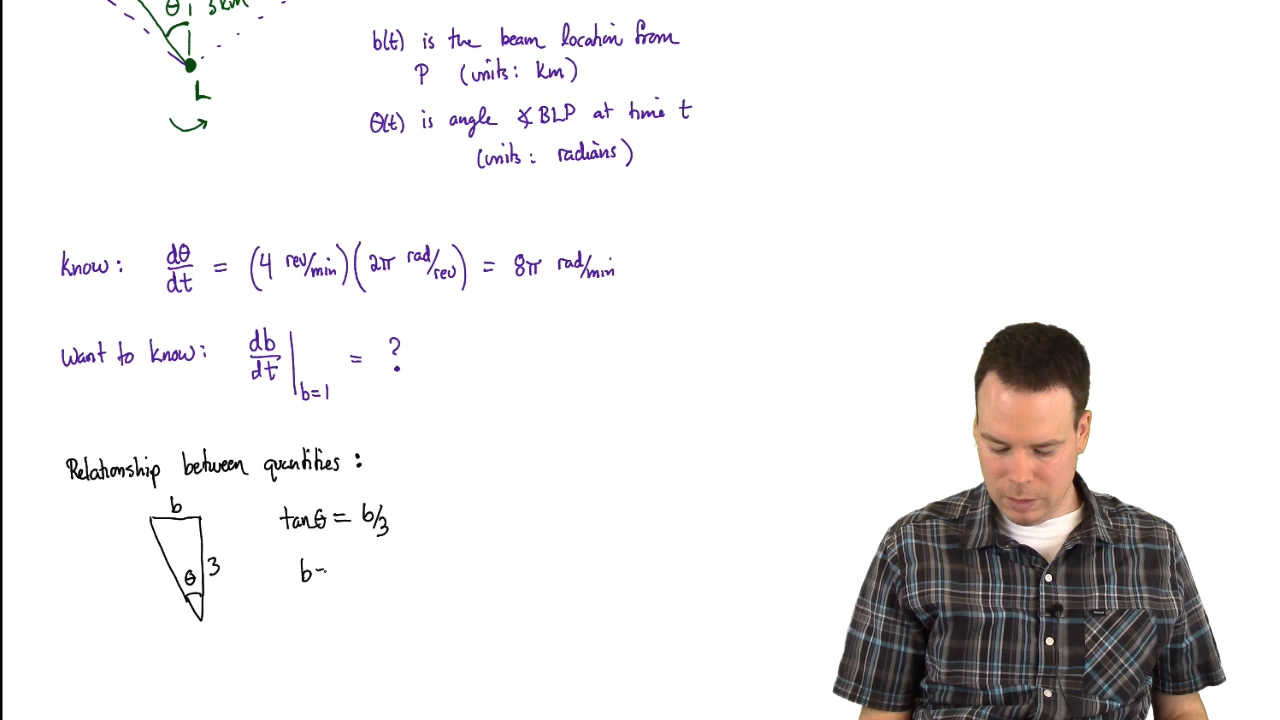 θ 3km
L
b(t) is the beam location from
P (units: km)
θ(t) is angle ∢BLP at time t
(units: radians)
Know: dθ/dt = (4 rev/min)(2π rad/rev) = 8π rad/min
Want to know: db/dt |b=1 = ?
Relationship between quantities:
b
θ 3
tanθ = b/3
b-